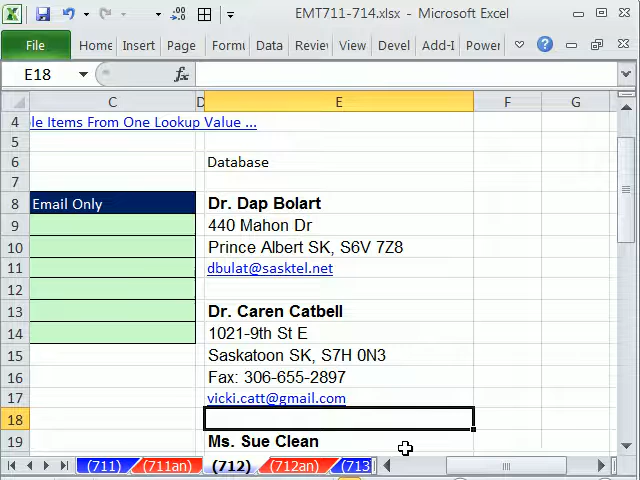 EMT711-714.xlsx - Microsoft Excel
File Home Insert Page Formu Data Review View Devel Add-I Power
E18 fx
C D E F G
4 le Items From One Lookup Value ...
5
6 Database
7
8 Email Only Dr. Dap Bolart
9 440 Mahon Dr
10 Prince Albert SK, S6V 7Z8
11 dbulat@sasktel.net
12
13 Dr. Caren Catbell
14 1021-9th St E
15 Saskatoon SK, S7H 0N3
16 Fax: 306-655-2897
17 vicki.catt@gmail.com
18
19 Ms. Sue Clean
(711) (711an) (712) (712an) (713